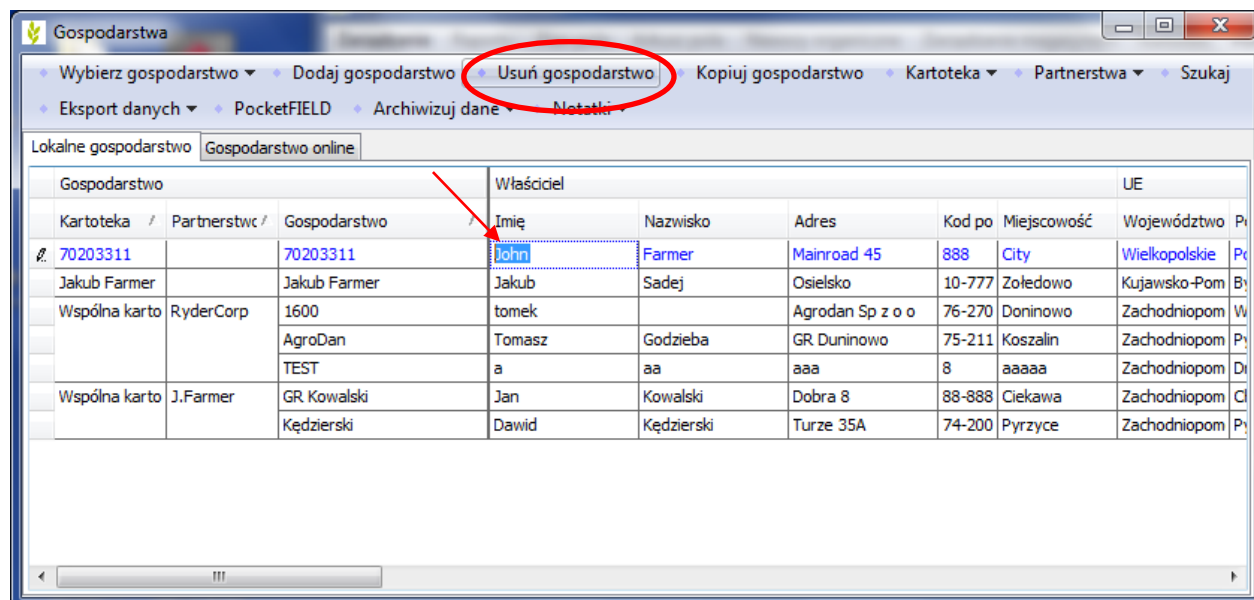 Gospodarstwa
Wybierz gospodarstwo Dodaj gospodarstwo Usuń gospodarstwo Kopiuj gospodarstwo Kartoteka Partnerstwa Szukaj
Eksport danych PocketFIELD Archiwizuj dane Notatki
Lokalne gospodarstwo Gospodarstwo online
Gospodarstwo Właściciel UE
Kartoteka Partnerstwc Gospodarstwo Imię Nazwisko Adres Kod po Miejscowość Województwo
70203311 70203311 John Farmer Mainroad 45 888 City Wielkopolskie
Jakub Farmer Jakub Farmer Jakub Sadej Osielsko 10-777 Zołedowo Kujawsko-Pom
Wspólna karto RyderCorp 1600 tomek Agrodan Sp z o o 76-270 Doninowo Zachodniopom
AgroDan Tomasz Godzieba GR Duninowo 75-211 Koszalin Zachodniopom
TEST a aa aaa 8 aaaaa Zachodniopom
Wspólna karto J.Farmer GR Kowalski Jan Kowalski Dobra 8 88-888 Ciekawa Zachodniopom
Kędzierski Dawid Kędzierski Turze 35A 74-200 Pyrzyce Zachodniopom